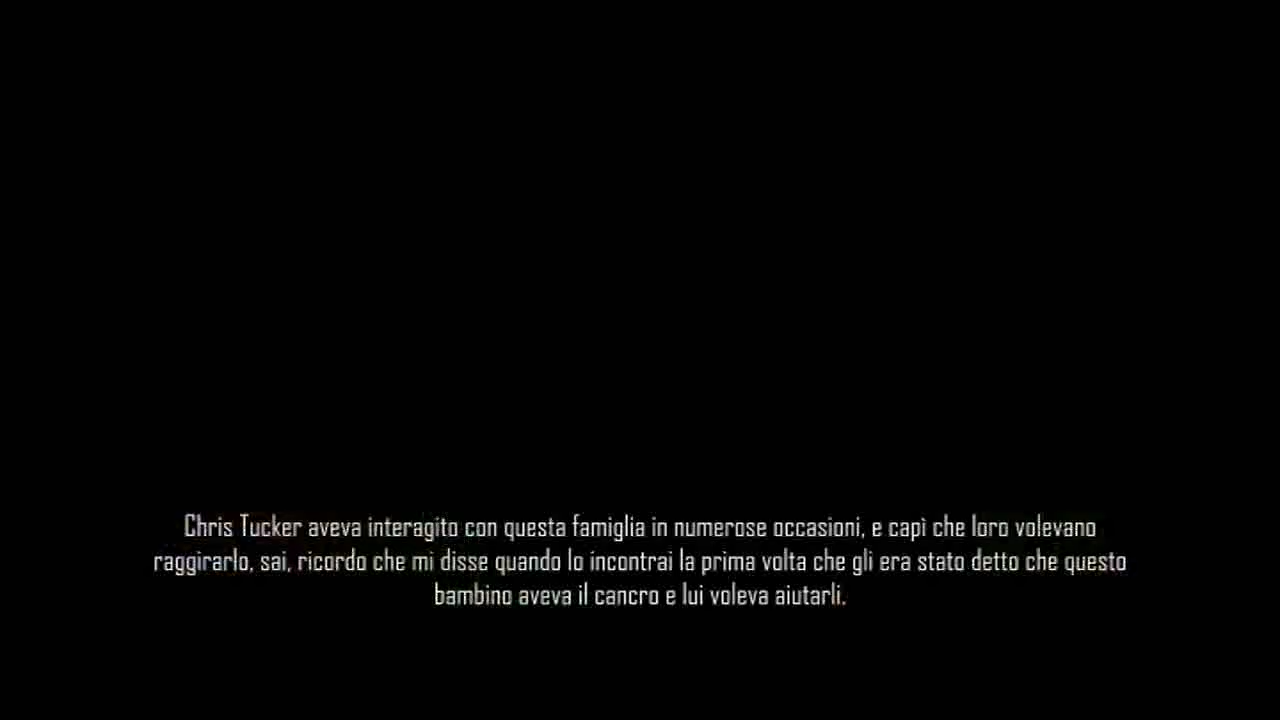 Chris Tucker aveva interagito con questa famiglia in numerose occasioni, e capì che loro volevano
raggirarlo, sai, ricordo che mi disse quando lo incontrai la prima volta che gli era stato detto che questo
bambino aveva il cancro e lui voleva aiutarli.